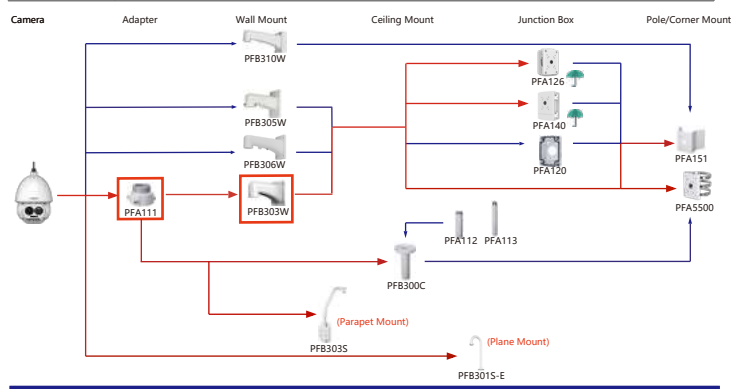 Camera Adapter Wall Mount Ceiling Mount Junction Box Pole/Corner Mount
PFB310W
PFA126
PFB305W
PFA140
PFB306W
PFA120
PFA151
PFA111
PFB303W
PFA5500
PFA112 PFA113
PFB300C
(Parapet Mount)
PFB303S
(Plane Mount)
PFB301S-E